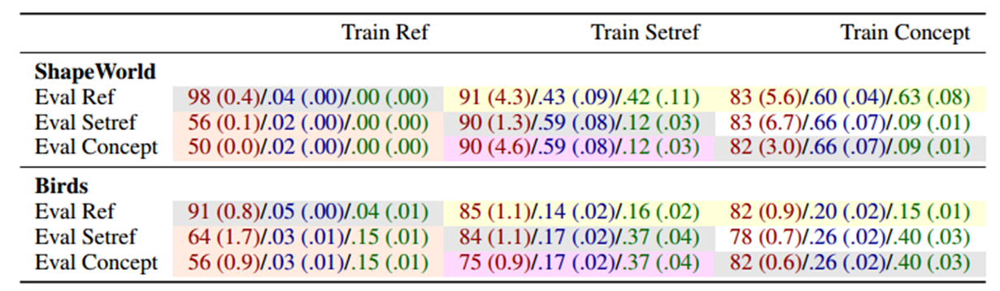 Train Ref Train Setref Train Concept
ShapeWorld
Eval Ref 98 (0.4)/.04 (.00)/.00 (.00) 91 (4.3)/.43 (.09)/.42 (.11) 83 (5.6)/.60 (.04)/.63 (.08)
Eval Setref 56 (0.1)/.02 (.00)/.00 (.00) 90 (1.3)/.59 (.08)/.12 (.03) 83 (6.7)/.66 (.07)/.09 (.01)
Eval Concept 50 (0.0)/.02 (.00)/.00 (.00) 90 (4.6)/.59 (.08)/.12 (.03) 82 (3.0)/.66 (.07)/.09 (.01)
Birds
Eval Ref 91 (0.8)/.05 (.00)/.04 (.01) 85 (1.1)/.14 (.02)/.16 (.02) 82 (0.9)/.20 (.02)/.15 (.01)
Eval Setref 64 (1.7)/.03 (.01)/.15 (.01) 84 (1.1)/.17 (.02)/.37 (.04) 78 (0.7)/.26 (.02)/.40 (.03)
Eval Concept 56 (0.9)/.03 (.01)/.15 (.01) 75 (0.9)/.17 (.02)/.37 (.04) 82 (0.6)/.26 (.02)/.40 (.03)